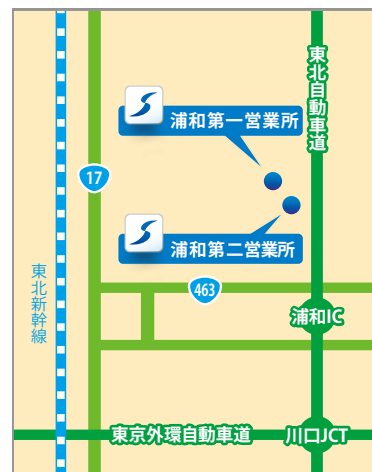 東北自動車道
浦和第一営業所
17
浦和第二営業所
463
東北新幹線
浦和IC
東京外環自動車道
川口JCT